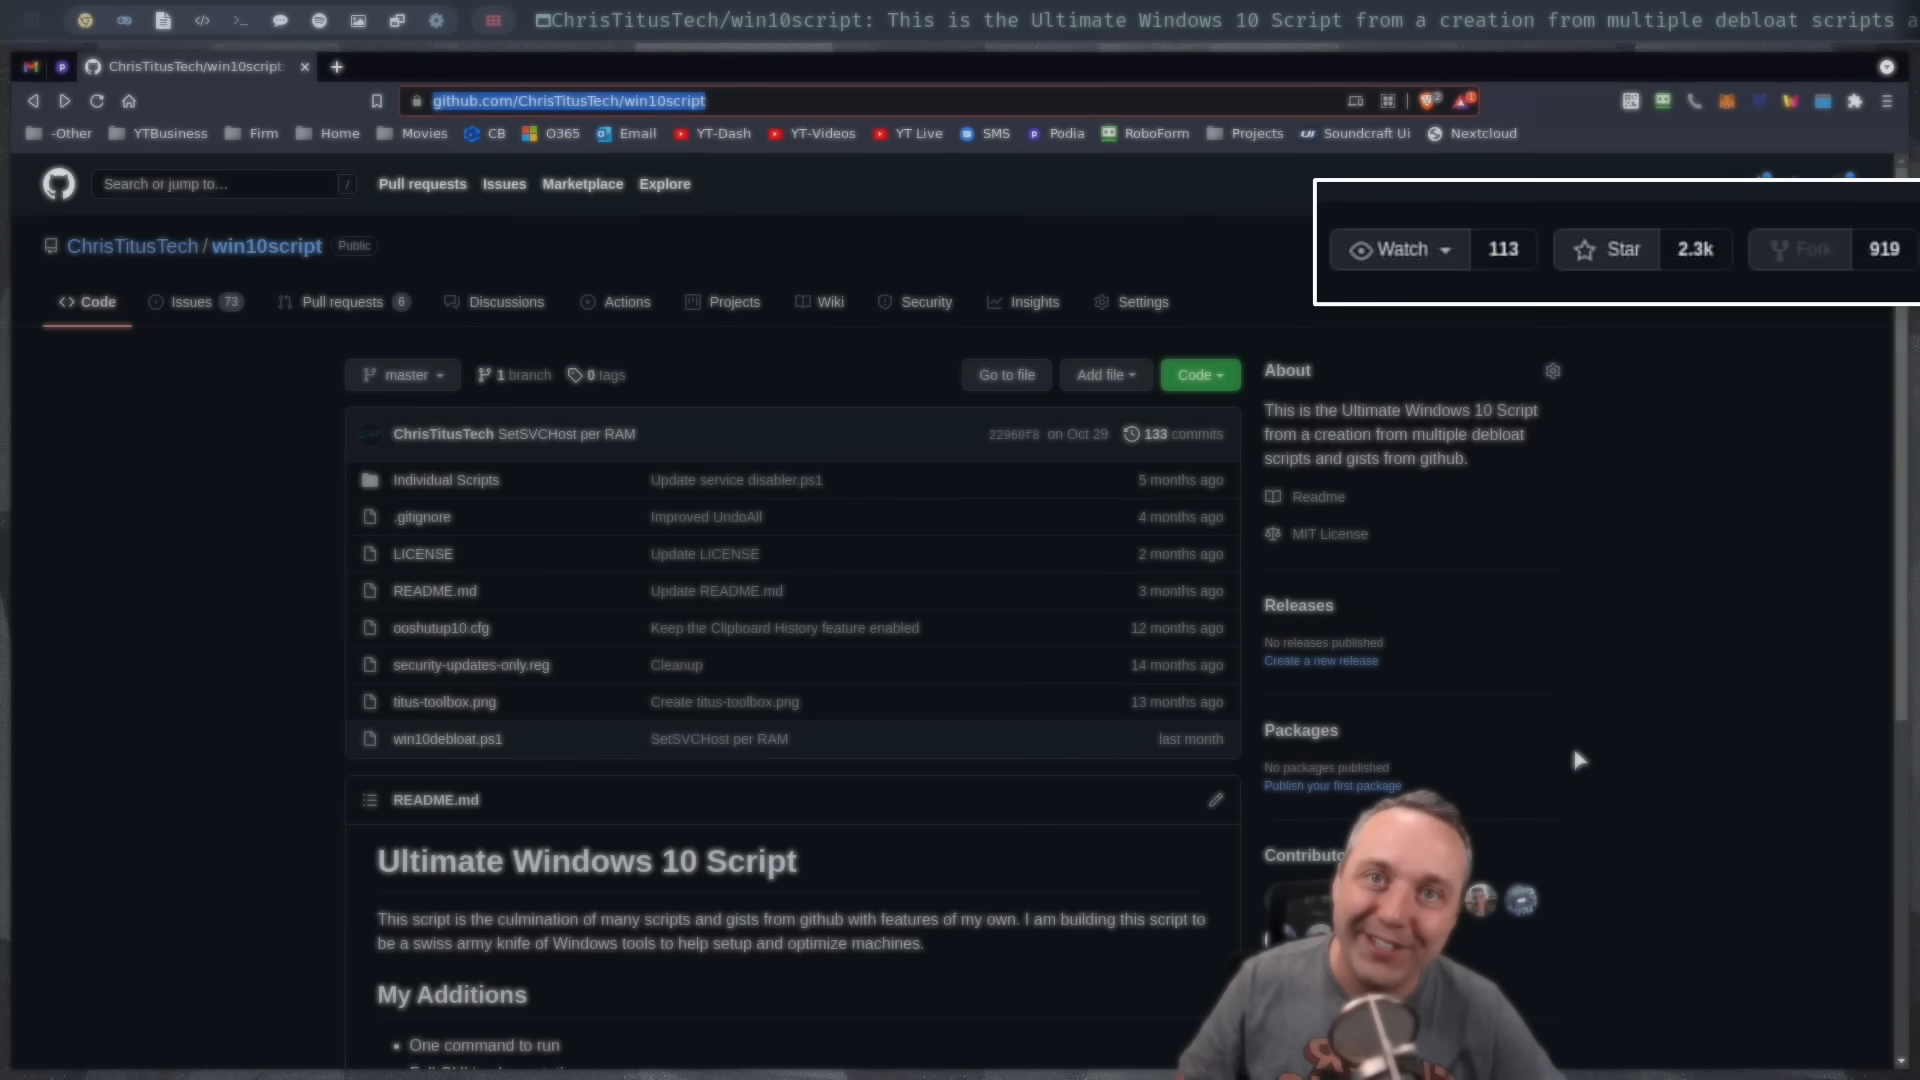 ChrisTitusTech/win10script: This is the Ultimate Windows 10 Script from a creation from multiple debloat scripts a
ChrisTitusTech/win10script:
github.com/ChrisTitusTech/win10script
2
1
-Other YTBusiness Firm Home Movies CB O365 Email YT-Dash YT-Videos YT Live SMS Podia RoboForm Projects Soundcraft Ui Nextcloud
Search or jump to... / Pull requests Issues Marketplace Explore
ChrisTitusTech / win10script Public
Watch 113 Star 2.3k Fork 919
Code Issues 73 Pull requests 6 Discussions Actions Projects Wiki Security Insights Settings
master 1 branch 0 tags Go to file Add file Code
ChrisTitusTech SetSVCHost per RAM 22960f8 on Oct 29 133 commits
Individual Scripts Update service disabler.ps1 5 months ago
.gitignore Improved UndoAll 4 months ago
LICENSE Update LICENSE 2 months ago
README.md Update README.md 3 months ago
ooshutup10.cfg Keep the Clipboard History feature enabled 12 months ago
security-updates-only.reg Cleanup 14 months ago
titus-toolbox.png Create titus-toolbox.png 13 months ago
win10debloat.ps1 SetSVCHost per RAM last month
About
This is the Ultimate Windows 10 Script
from a creation from multiple debloat
scripts and gists from github.
Readme
MIT License
Releases
No releases published
Create a new release
Packages
No packages published
Publish your first package
Contributo
README.md
Ultimate Windows 10 Script
This script is the culmination of many scripts and gists from github with features of my own. I am building this script to
be a swiss army knife of Windows tools to help setup and optimize machines.
My Additions
One command to run